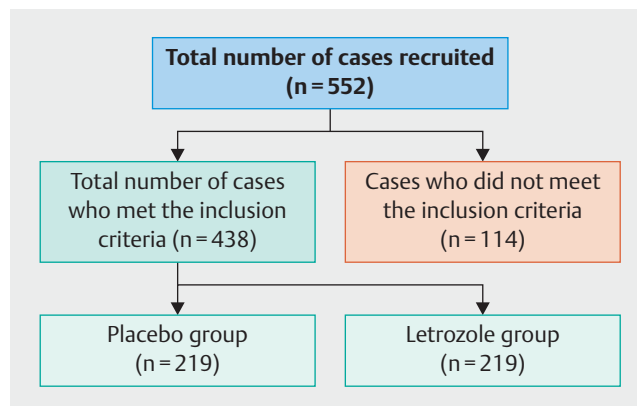 Total number of cases recruited
(n = 552)
Total number of cases
who met the inclusion
criteria (n = 438)
Cases who did not meet
the inclusion criteria
(n = 114)
Placebo group
(n = 219)
Letrozole group
(n = 219)